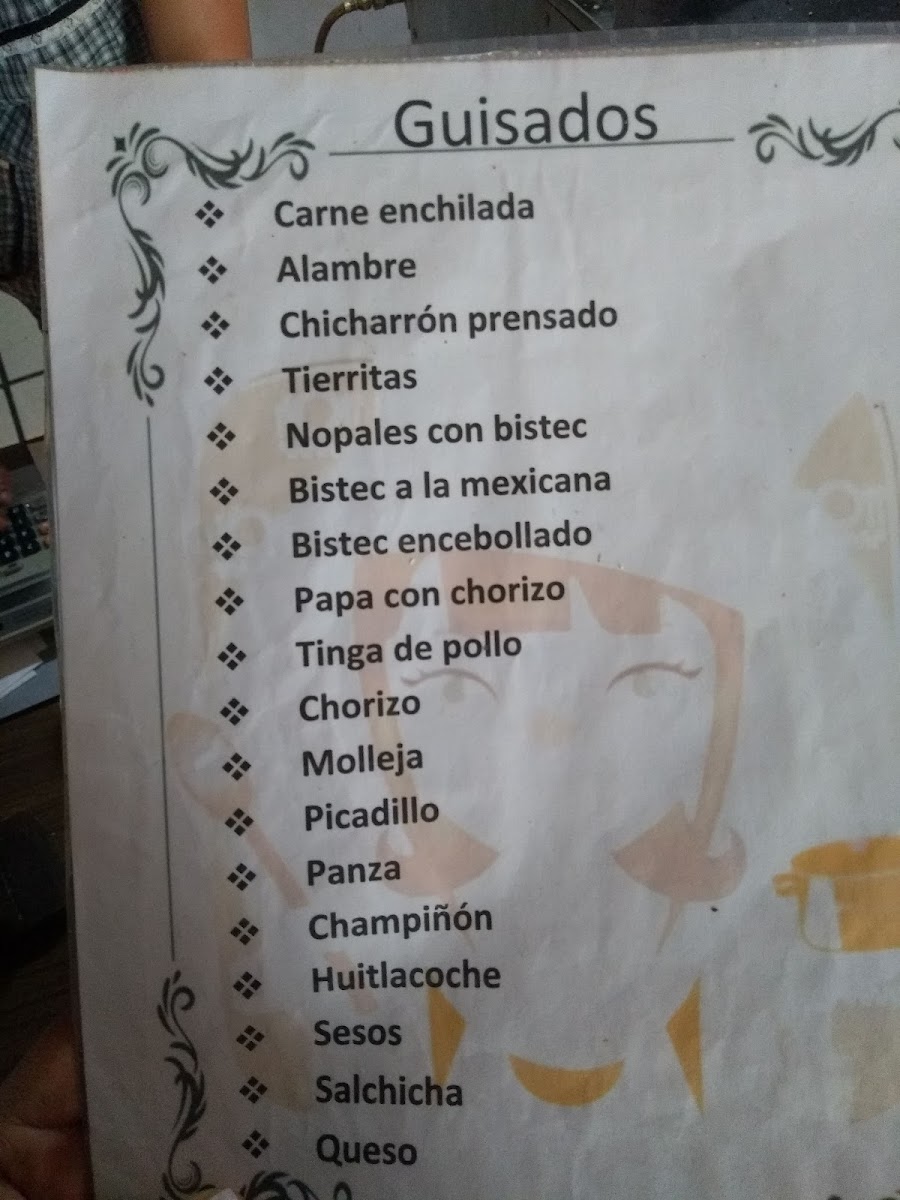 Guisados
Carne enchilada
Alambre
Chicharrón prensado
Tierritas
Nopales con bistec
Bistec a la mexicana
Bistec encebollado
Papa con chorizo
Tinga de pollo
Chorizo
Molleja
Picadillo
Panza
Champiñón
Huitlacoche
Sesos
Salchicha
Queso